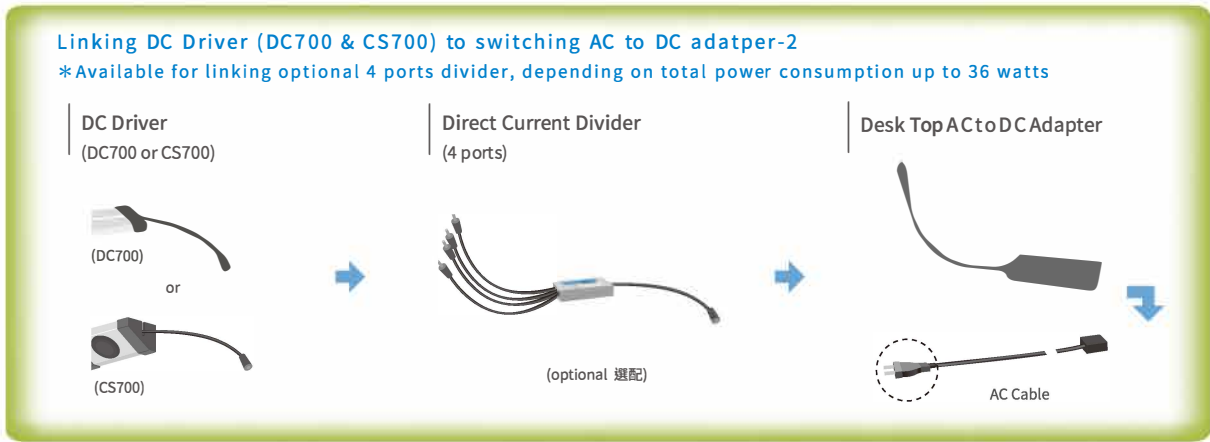 Linking DC Driver (DC700 & CS700) to switching AC to DC adatper-2
＊Available for linking optional 4 ports divider, depending on total power consumption up to 36 watts
DC Driver
(DC700 or CS700)
(DC700)
or
(CS700)
Direct Current Divider
(4 ports)
(optional 選配)
Desk Top AC to DC Adapter
AC Cable